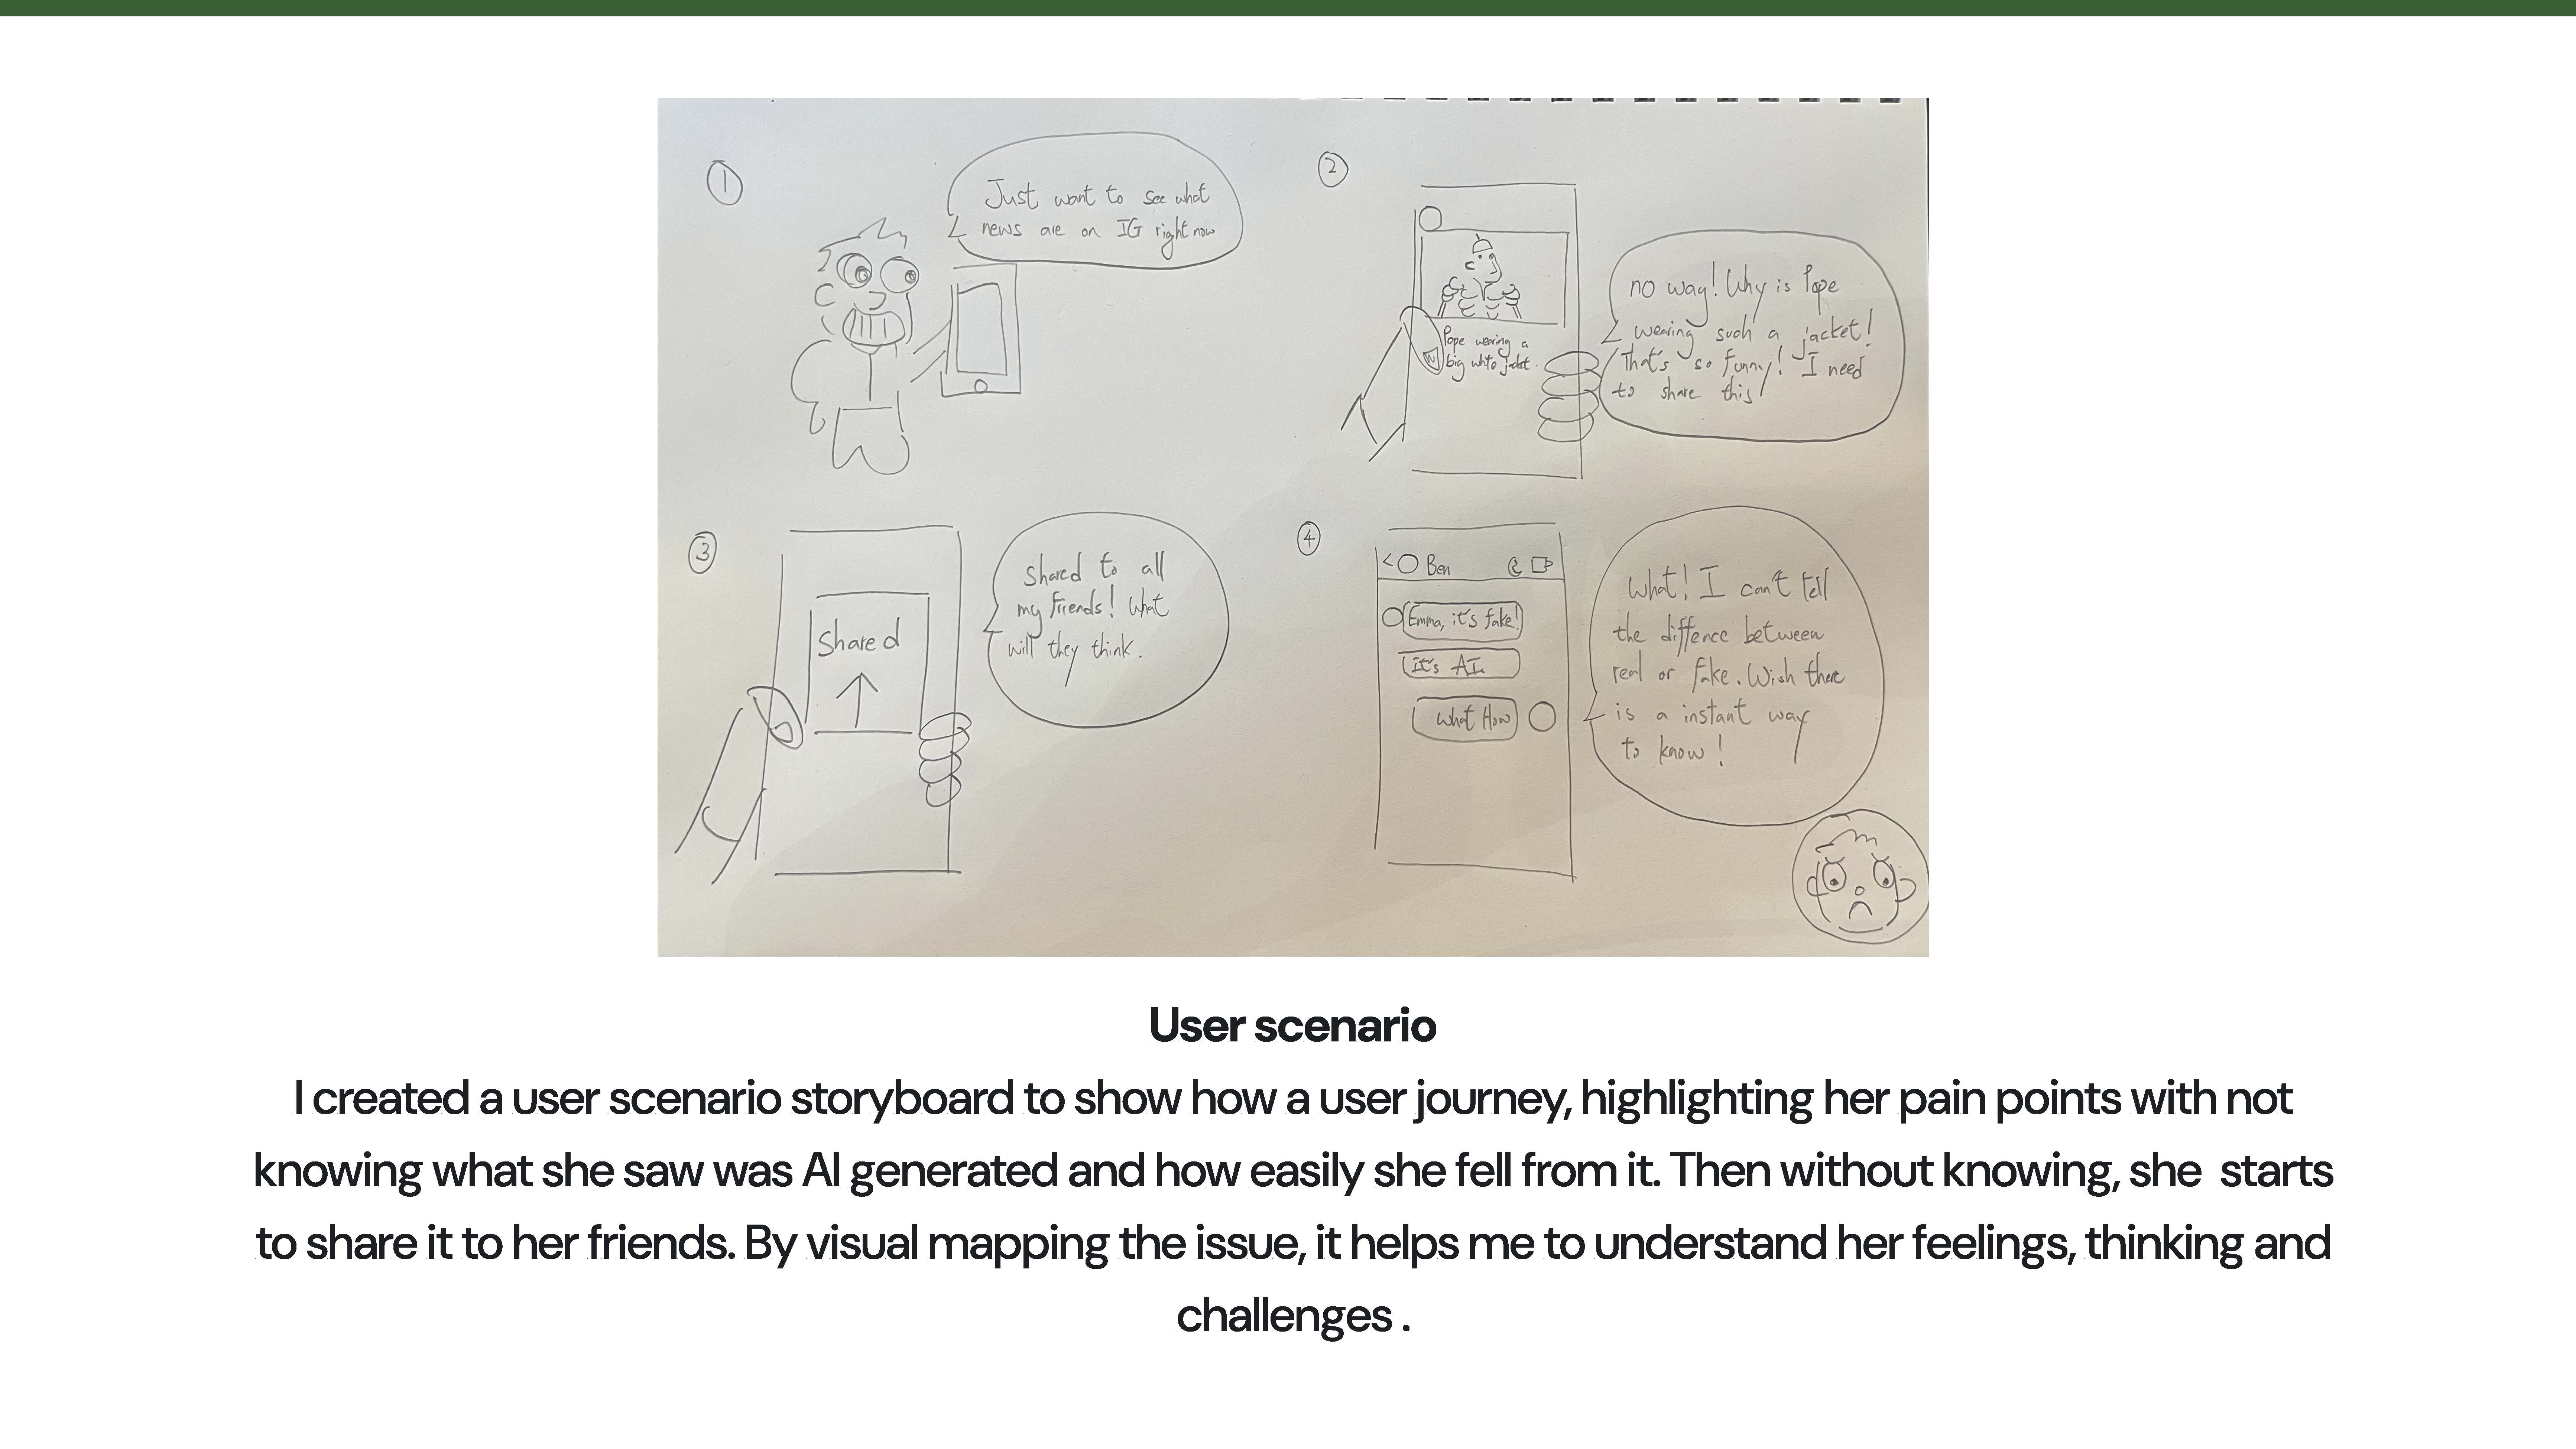 1
Just want to see what
news are on IG right now
2
Pope wearing a
big white jacket.
no way! Why is Pope
wearing such a jacket!
That's so funny! I need
to share this!
3
Shared
Shared to all
my friends! What
will they think.
4
< Ben
Emma, it's fake!
It's AI
What How
What! I can't tell
the diffence between
real or fake. Wish there
is a instant way
to know!
User scenario
I created a user scenario storyboard to show how a user journey, highlighting her pain points with not
knowing what she saw was AI generated and how easily she fell from it. Then without knowing, she  starts
to share it to her friends. By visual mapping the issue, it helps me to understand her feelings, thinking and
challenges .